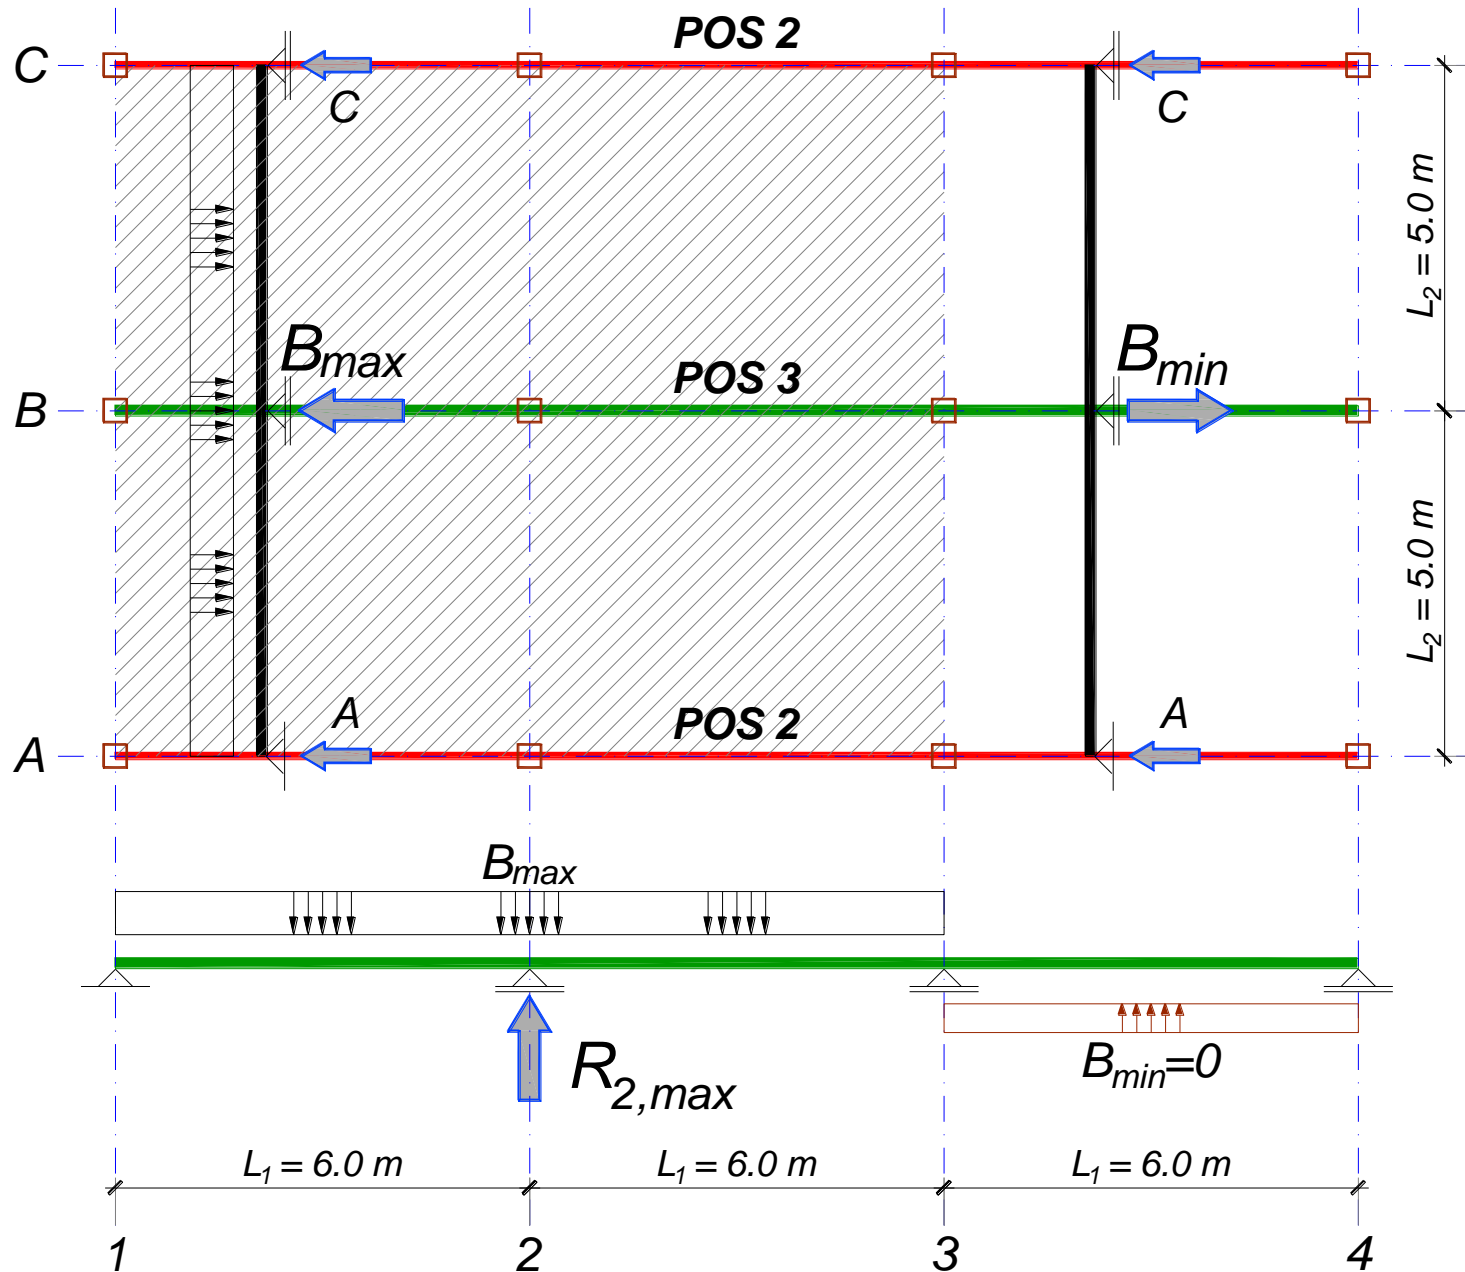 POS 2
C
C
C
L2 = 5.0 m
Bmax
POS 3
Bmin
B
L2 = 5.0 m
A
POS 2
A
A
Bmax
R2,max
Bmin=0
L1 = 6.0 m
L1 = 6.0 m
L1 = 6.0 m
1
2
3
4